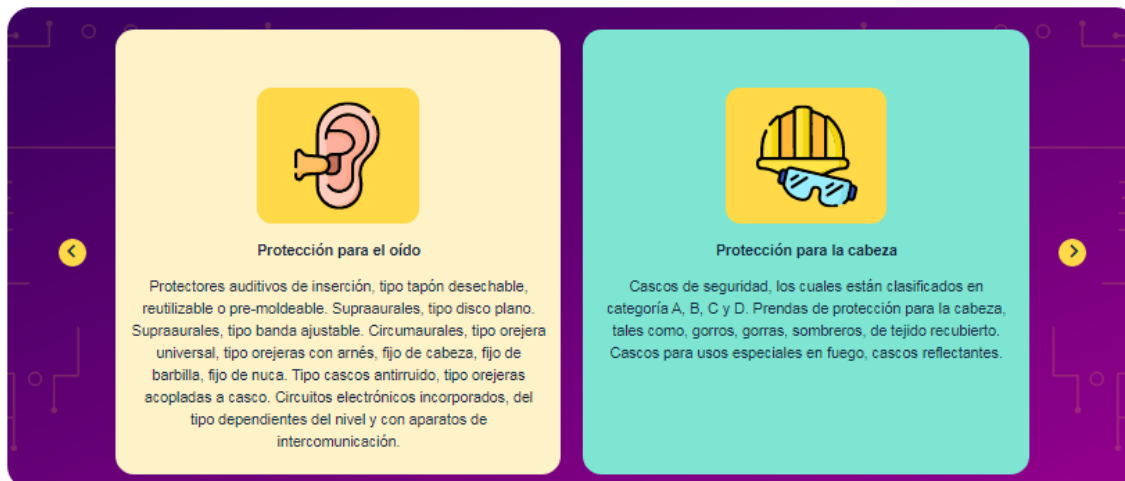 Protección para el oído
Protectores auditivos de inserción, tipo tapón desechable,
reutilizable o pre-moldeable. Supraaurales, tipo disco plano.
Supraaurales, tipo banda ajustable. Circumaurales, tipo orejera
universal, tipo orejeras con arnés, fijo de cabeza, fijo de
barbilla, fijo de nuca. Tipo cascos antirruido, tipo orejeras
acopladas a casco. Circuitos electrónicos incorporados, del
tipo dependientes del nivel y con aparatos de
intercomunicación.
Protección para la cabeza
Cascos de seguridad, los cuales están clasificados en
categoría A, B, C y D. Prendas de protección para la cabeza,
tales como, gorros, gorras, sombreros, de tejido recubierto.
Cascos para usos especiales en fuego, cascos reflectantes.